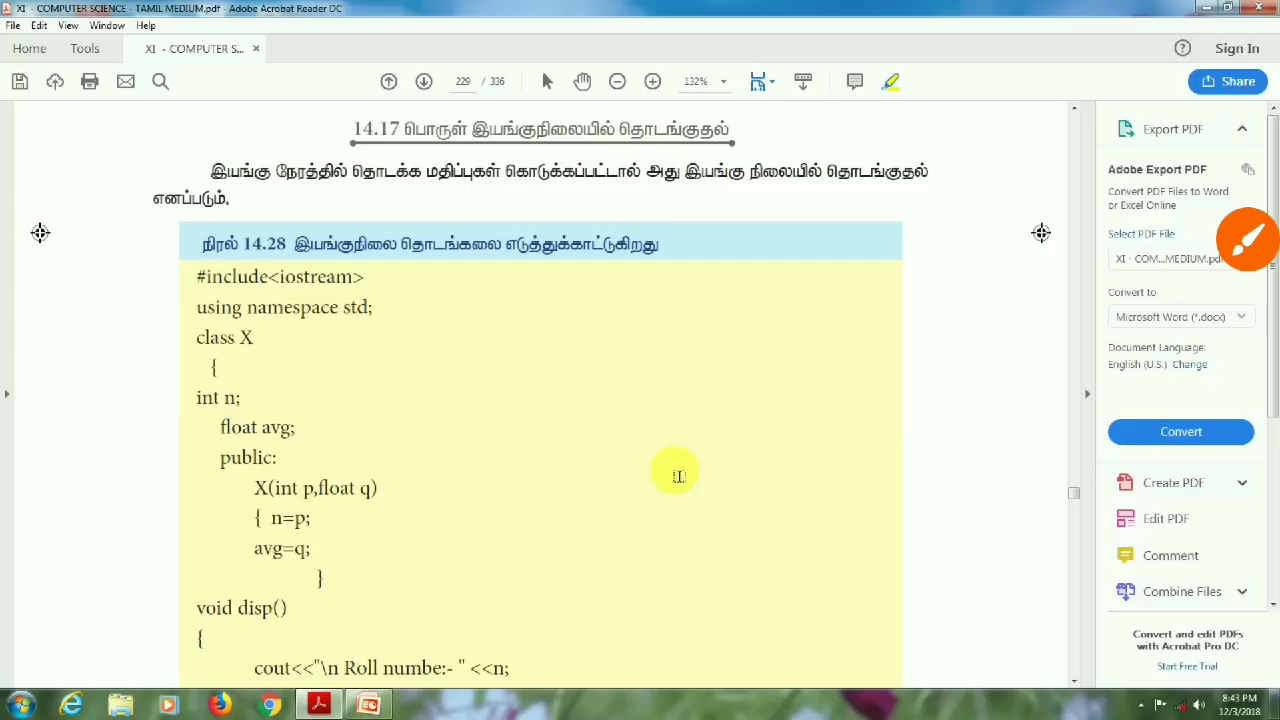 XI - COMPUTER SCIENCE - TAMIL MEDIUM.pdf - Adobe Acrobat Reader DC
File Edit View Window Help
Home Tools XI - COMPUTER S... × Sign In
229 / 336 132% Share
14.17 பொருள் இயங்குநிலையில் தொடங்குதல்
இயங்கு நேரத்தில் தொடக்க மதிப்புகள் கொடுக்கப்பட்டால் அது இயங்கு நிலையில் தொடங்குதல்
எனப்படும்.
நிரல் 14.28 இயங்குநிலை தொடங்கலை எடுத்துக்காட்டுகிறது
#include<iostream>
using namespace std;
class X
{
int n;
float avg;
public:
X(int p,float q)
{ n=p;
avg=q;
}
void disp()
{
cout<<"\n Roll numbe:- " <<n;
Export PDF
Adobe Export PDF
Convert PDF Files to Word
or Excel Online
Select PDF File
XI - COM...MEDIUM.pdf
Convert to
Microsoft Word (*.docx)
Document Language:
English (U.S.) Change
Convert
Create PDF
Edit PDF
Comment
Combine Files
Convert and edit PDFs
with Acrobat Pro DC
Start Free Trial
8:43 PM
12/3/2018